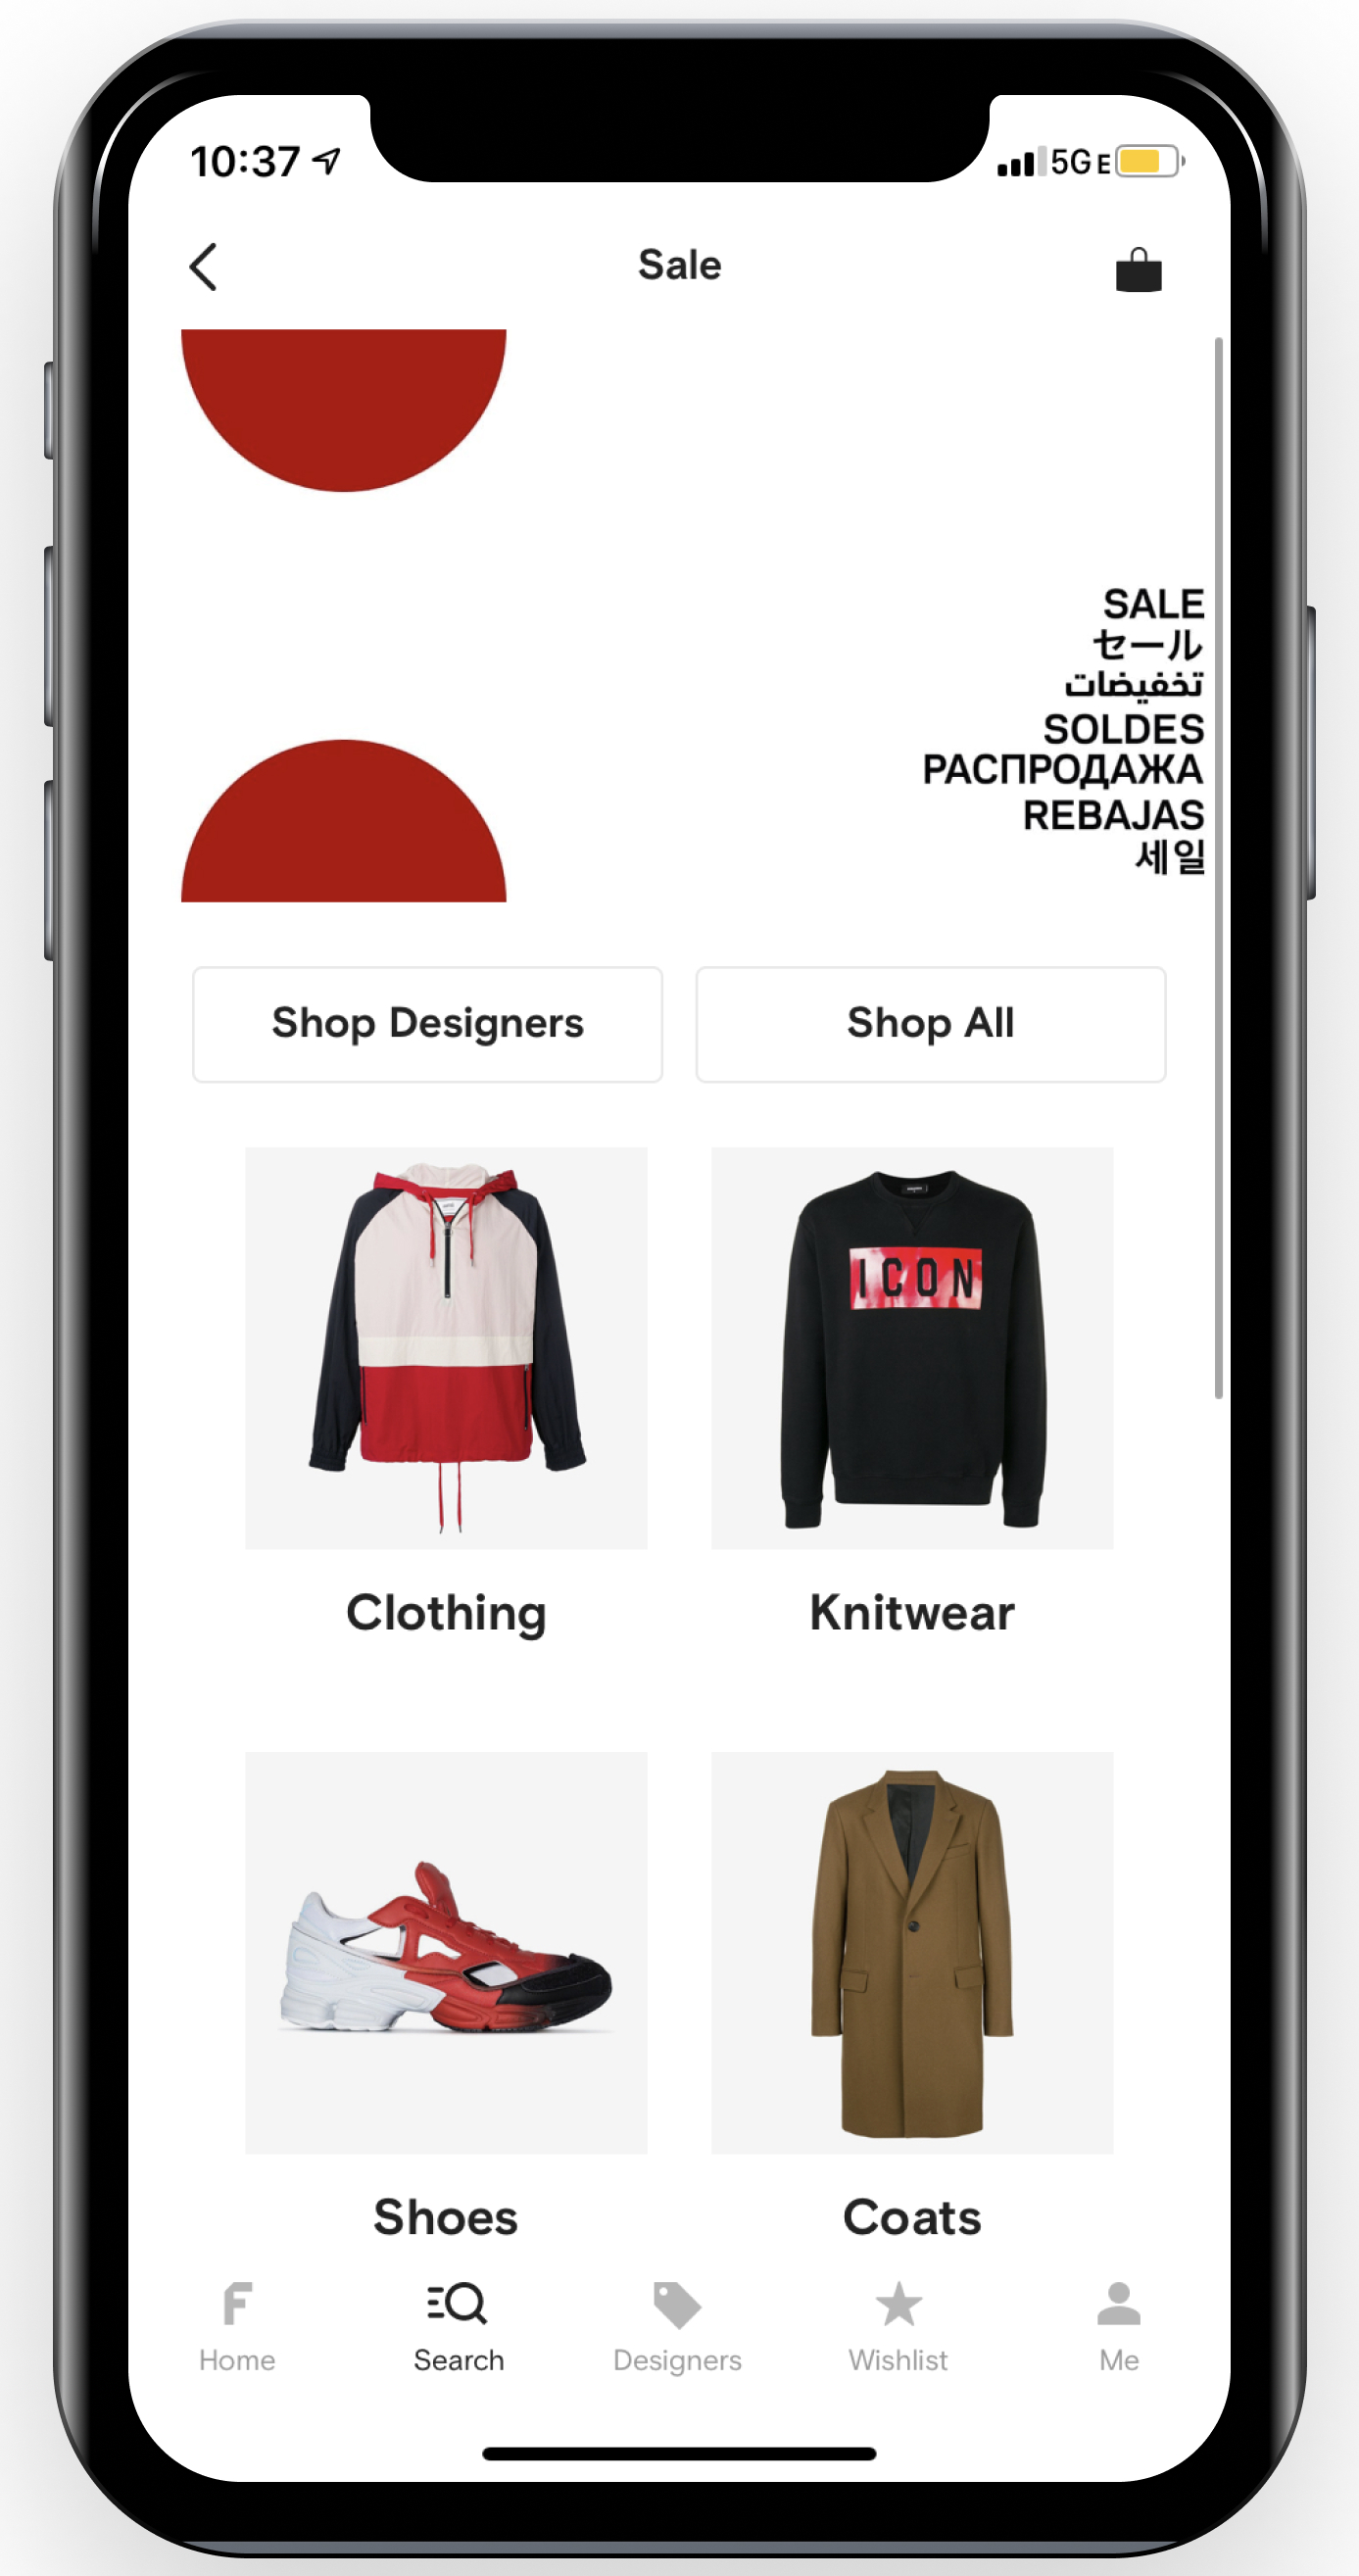 10:37 5G E
Sale
SALE
セール
تخفيضات
SOLDES
РАСПРОДАЖА
REBAJAS
세일
Shop Designers Shop All
ICON
Clothing Knitwear
Shoes Coats
F
Home Search Designers Wishlist Me